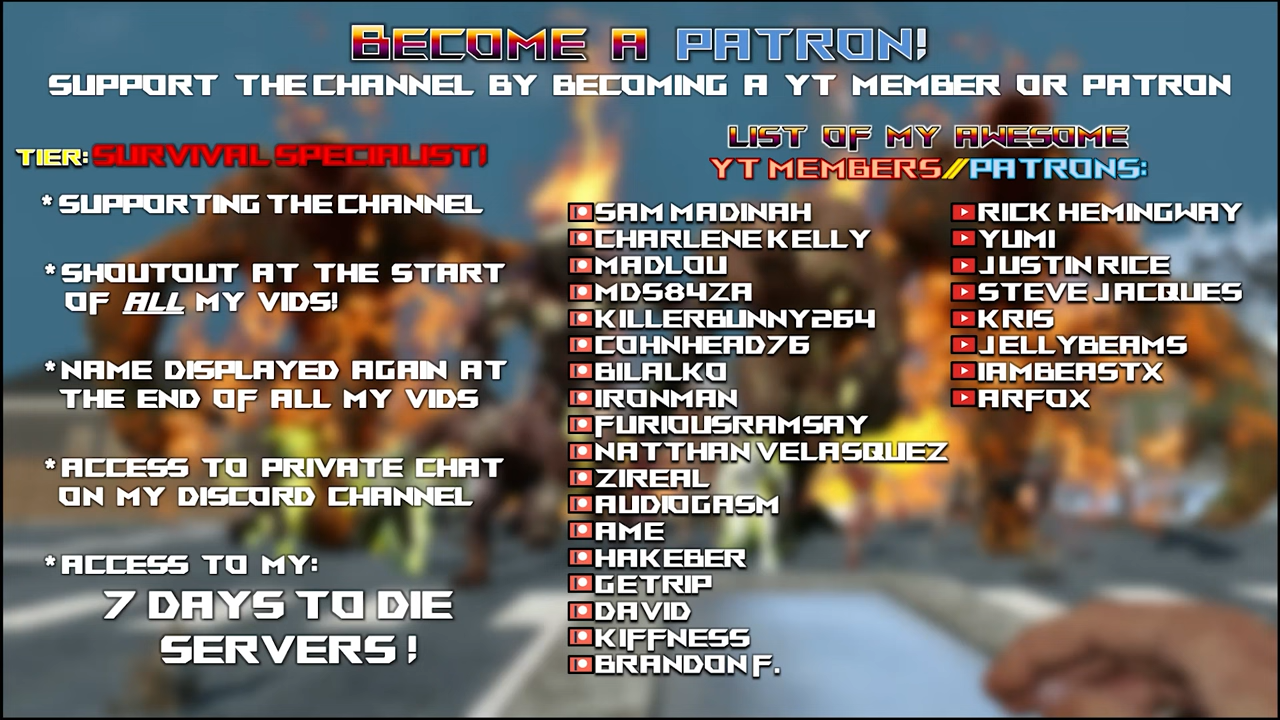 BECOME A PATRON!
SUPPORT THE CHANNEL BY BECOMING A YT MEMBER OR PATRON
TIER: SURVIVAL SPECIALIST!
* SUPPORTING THE CHANNEL
* SHOUTOUT AT THE START
OF ALL MY VIDS!
* NAME DISPLAYED AGAIN AT
THE END OF ALL MY VIDS
* ACCESS TO PRIVATE CHAT
ON MY DISCORD CHANNEL
* ACCESS TO MY:
7 DAYS TO DIE
SERVERS!
LIST OF MY AWESOME
YT MEMBERS//PATRONS:
SAM MADINAH
CHARLENE KELLY
MADLOU
MDS84ZA
KILLERBUNNY264
COHNHEAD76
BILALKO
IRONMAN
FURIOUSRAMSAY
NATTHAN VELASQUEZ
ZIREAL
AUDIOGASM
AME
HAKEBER
GETRIP
DAVID
KIFFNESS
BRANDON F.
RICK HEMINGWAY
YUMI
JUSTIN RICE
STEVE JACQUES
KRIS
JELLYBEAMS
IAMBEASTX
ARFOX